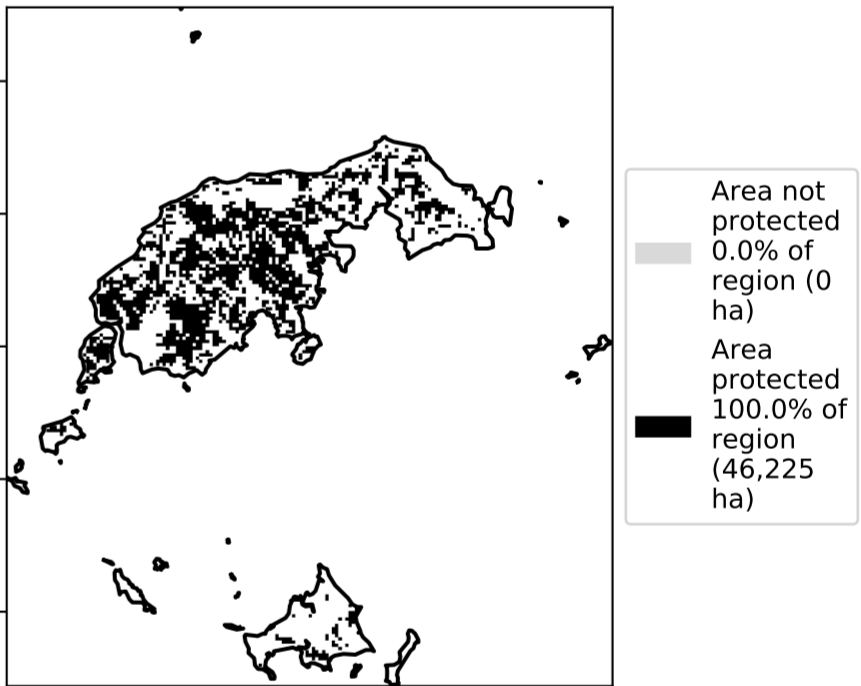 Area not
protected
0.0% of
region (0
ha)
Area
protected
100.0% of
region
(46,225
ha)